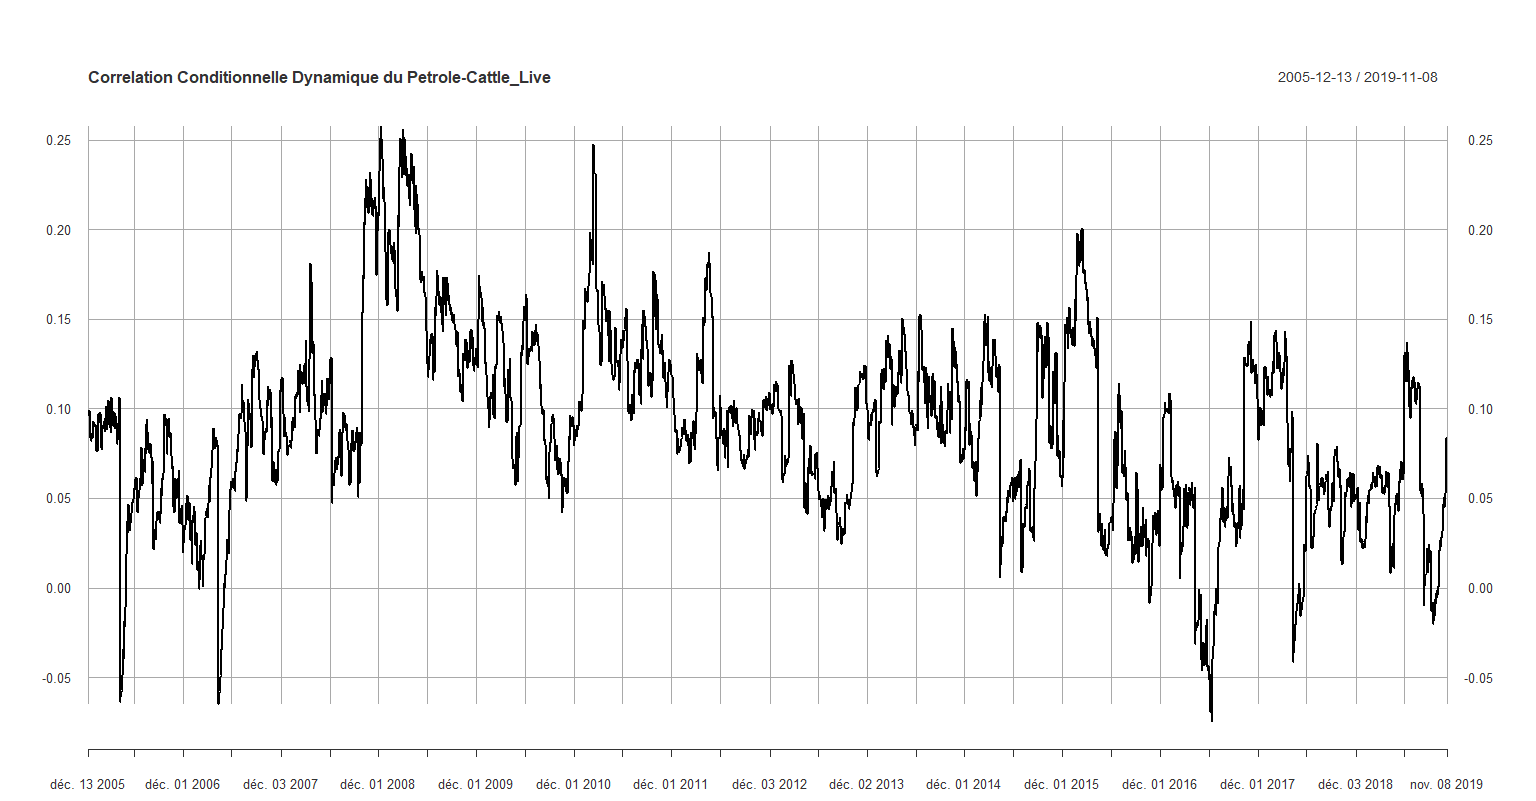 Correlation Conditionnelle Dynamique du Petrole-Cattle_Live
2005-12-13 / 2019-11-08
0.25 0.25
0.20 0.20
0.15 0.15
0.10 0.10
0.05 0.05
0.00 0.00
-0.05 -0.05
déc. 13 2005 déc. 01 2006 déc. 03 2007 déc. 01 2008 déc. 01 2009 déc. 01 2010 déc. 01 2011 déc. 03 2012 déc. 02 2013 déc. 01 2014 déc. 01 2015 déc. 01 2016 déc. 01 2017 déc. 03 2018 nov. 08 2019